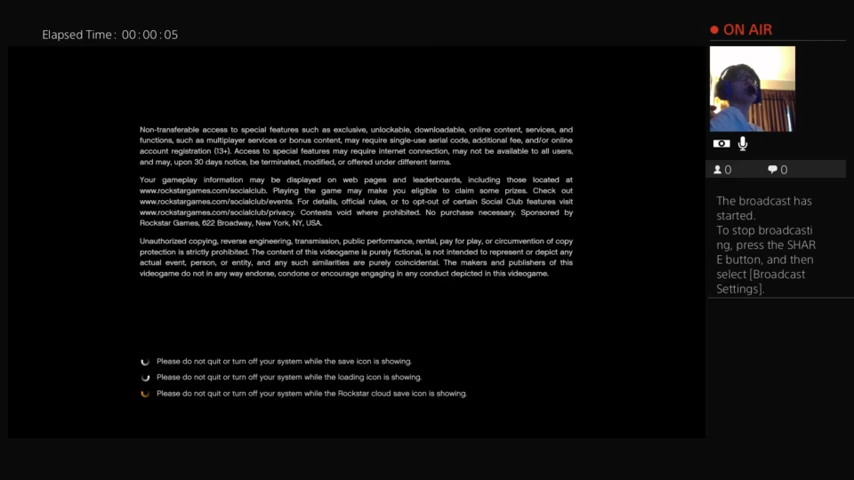 Elapsed Time: 00:00:05
ON AIR
Non-transferable access to special features such as exclusive, unlockable, downloadable, online content, services, and
functions, such as multiplayer services or bonus content, may require single-use serial code, additional fee, and/or online
account registration (13+). Access to special features may require internet connection, may not be available to all users,
and may, upon 30 days notice, be terminated, modified, or offered under different terms.
Your gameplay information may be displayed on web pages and leaderboards, including those located at
www.rockstargames.com/socialclub. Playing the game may make you eligible to claim some prizes. Check out
www.rockstargames.com/socialclub/events. For details, official rules, or to opt-out of certain Social Club features visit
www.rockstargames.com/socialclub/privacy. Contests void where prohibited. No purchase necessary. Sponsored by
Rockstar Games, 622 Broadway, New York, NY, USA.
Unauthorized copying, reverse engineering, transmission, public performance, rental, pay for play, or circumvention of copy
protection is strictly prohibited. The content of this videogame is purely fictional, is not intended to represent or depict any
actual event, person, or entity, and any such similarities are purely coincidental. The makers and publishers of this
videogame do not in any way endorse, condone or encourage engaging in any conduct depicted in this videogame.
Please do not quit or turn off your system while the save icon is showing.
Please do not quit or turn off your system while the loading icon is showing.
Please do not quit or turn off your system while the Rockstar cloud save icon is showing.
0
0
The broadcast has
started.
To stop broadcasti
ng, press the SHAR
E button, and then
select [Broadcast
Settings].